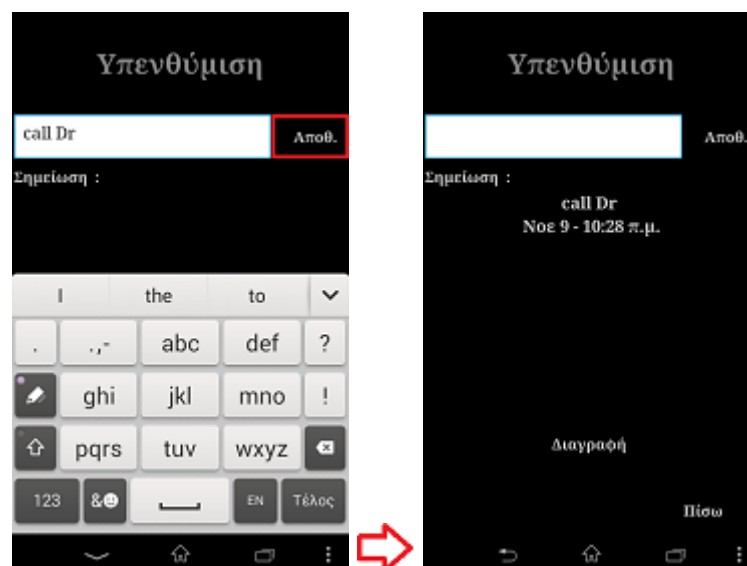 Υπενθύμιση
call Dr
Αποθ.
Σημείωση :
I the to
. .,- abc def ?
ghi jkl mno !
pqrs tuv wxyz
123 & EN Τέλος
Υπενθύμιση
Αποθ.
Σημείωση :
call Dr
Νοε 9 - 10:28 π.μ.
Διαγραφή
Πίσω